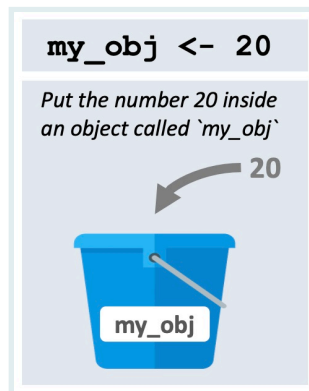 my_obj <- 20
Put the number 20 inside
an object called `my_obj`
20
my_obj